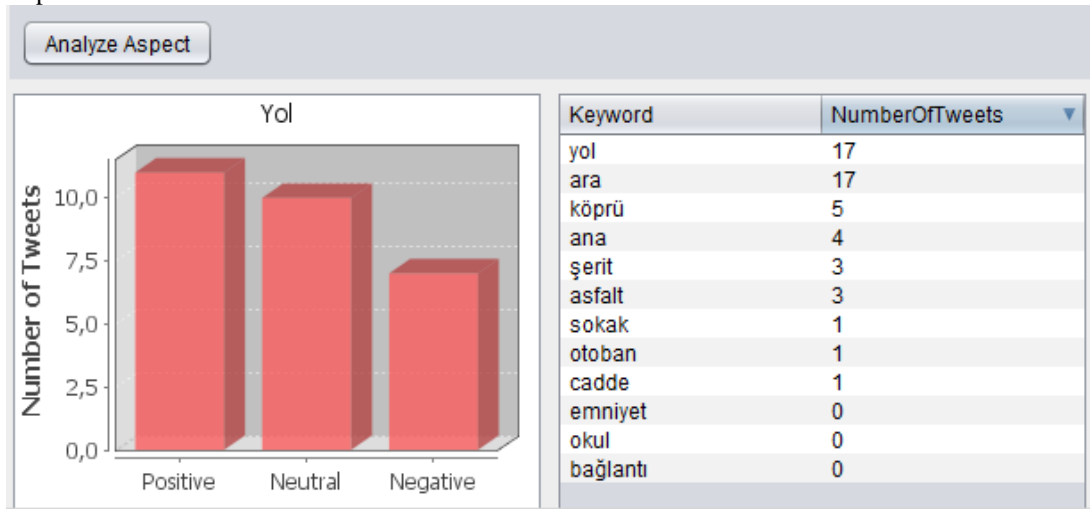 Analyze Aspect
Yol
Number of Tweets
10,0
7,5
5,0
2,5
0,0
Positive Neutral Negative
Keyword NumberOfTweets
yol 17
ara 17
köprü 5
ana 4
şerit 3
asfalt 3
sokak 1
otoban 1
cadde 1
emniyet 0
okul 0
bağlantı 0